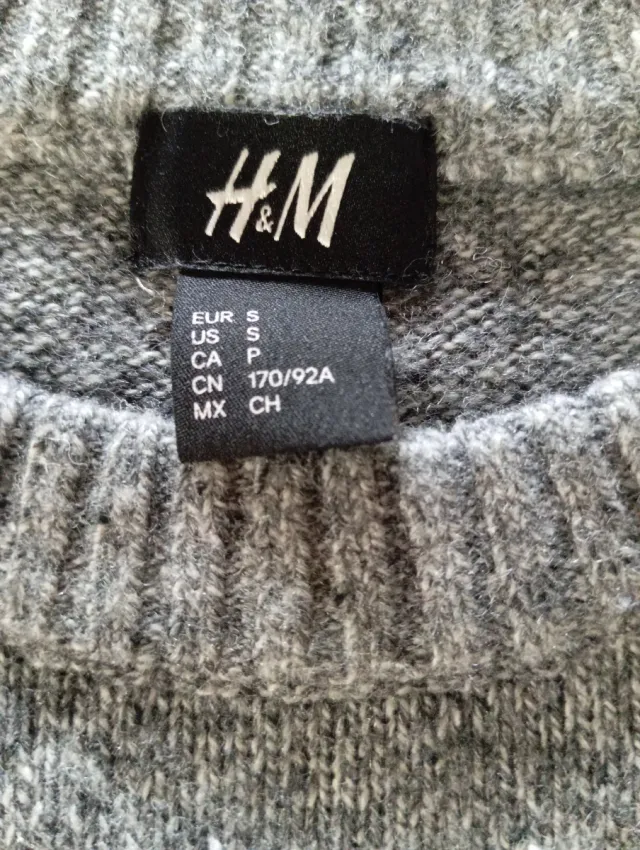 H&M
EUR S
US S
CA P
CN 170/92A
MX CH